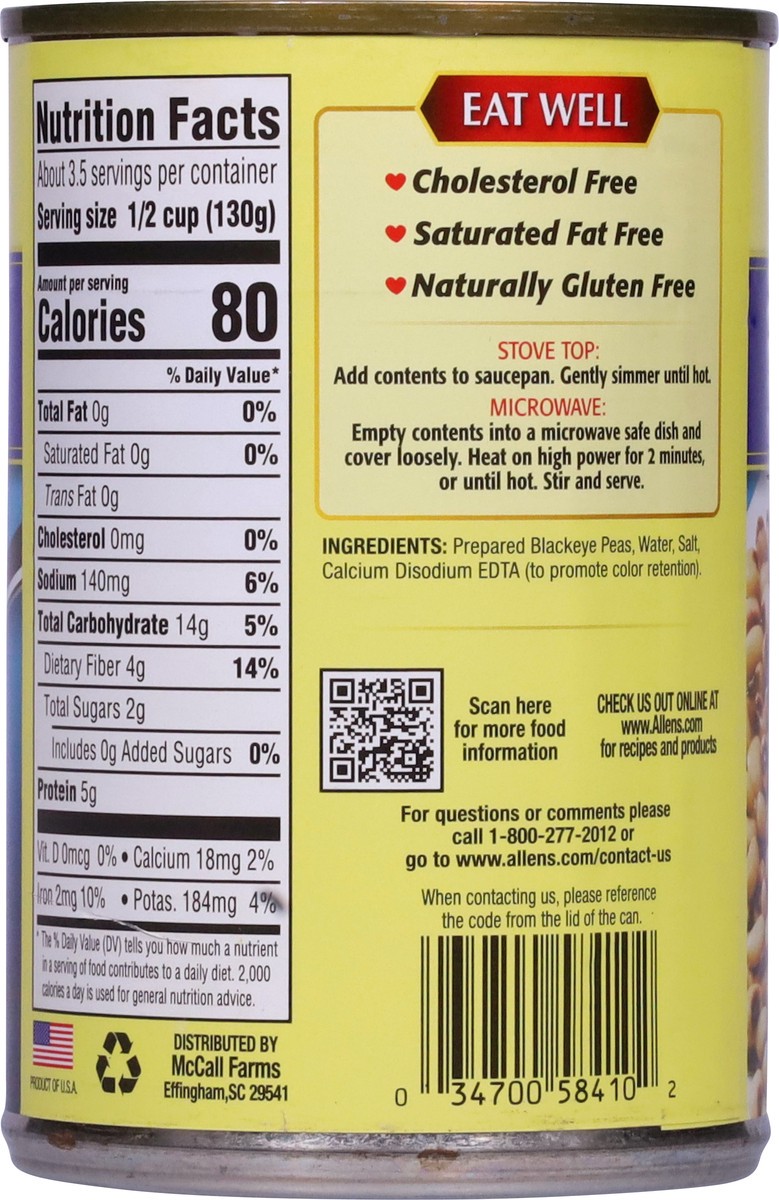 Nutrition Facts
About 3.5 servings per container
Serving size 1/2 cup (130g)
Amount per serving
Calories 80
% Daily Value*
Total Fat 0g 0%
Saturated Fat 0g 0%
Trans Fat 0g
Cholesterol 0mg 0%
Sodium 140mg 6%
Total Carbohydrate 14g 5%
Dietary Fiber 4g 14%
Total Sugars 2g
Includes 0g Added Sugars 0%
Protein 5g
Vit. D 0mcg 0% • Calcium 18mg 2%
Iron 2mg 10% • Potas. 184mg 4%
* The % Daily Value (DV) tells you how much a nutrient
in a serving of food contributes to a daily diet. 2,000
calories a day is used for general nutrition advice.
PRODUCT OF U.S.A.
DISTRIBUTED BY
McCall Farms
Effingham,SC 29541
EAT WELL
Cholesterol Free
Saturated Fat Free
Naturally Gluten Free
STOVE TOP:
Add contents to saucepan. Gently simmer until hot.
MICROWAVE:
Empty contents into a microwave safe dish and
cover loosely. Heat on high power for 2 minutes,
or until hot. Stir and serve.
INGREDIENTS: Prepared Blackeye Peas, Water, Salt,
Calcium Disodium EDTA (to promote color retention).
Scan here
for more food
information
CHECK US OUT ONLINE AT
www.Allens.com
for recipes and products
For questions or comments please
call 1-800-277-2012 or
go to www.allens.com/contact-us
When contacting us, please reference
the code from the lid of the can.
0 34700 58410 2